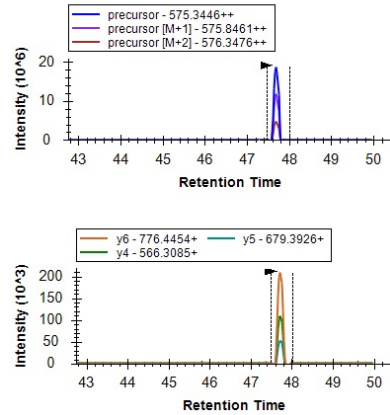 precursor - 575.3446++
precursor [M+1] - 575.8461++
precursor [M+2] - 576.3476++
Intensity (10^6)
20
10
0
43 44 45 46 47 48 49 50
Retention Time
y6 - 776.4454+ y5 - 679.3926+
y4 - 566.3085+
Intensity (10^3)
200
150
100
50
0
43 44 45 46 47 48 49 50
Retention Time